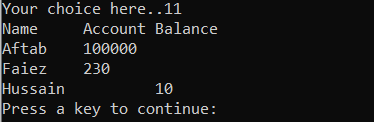 Your choice here..11
Name    Account Balance
Aftab   100000
Faiez   230
Hussain         10
Press a key to continue: